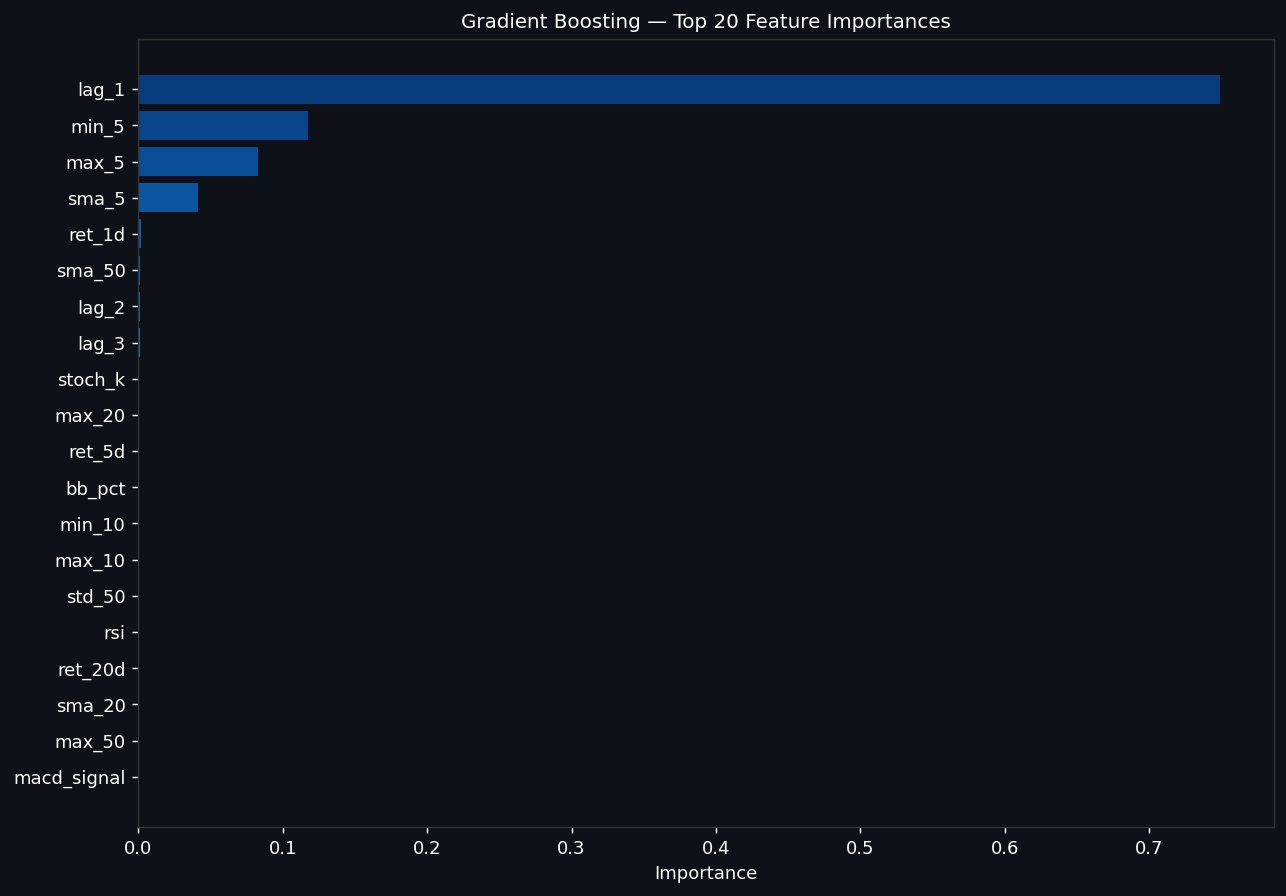 Gradient Boosting — Top 20 Feature Importances
lag_1
min_5
max_5
sma_5
ret_1d
sma_50
lag_2
lag_3
stoch_k
max_20
ret_5d
bb_pct
min_10
max_10
std_50
rsi
ret_20d
sma_20
max_50
macd_signal
0.0 0.1 0.2 0.3 0.4 0.5 0.6 0.7
Importance